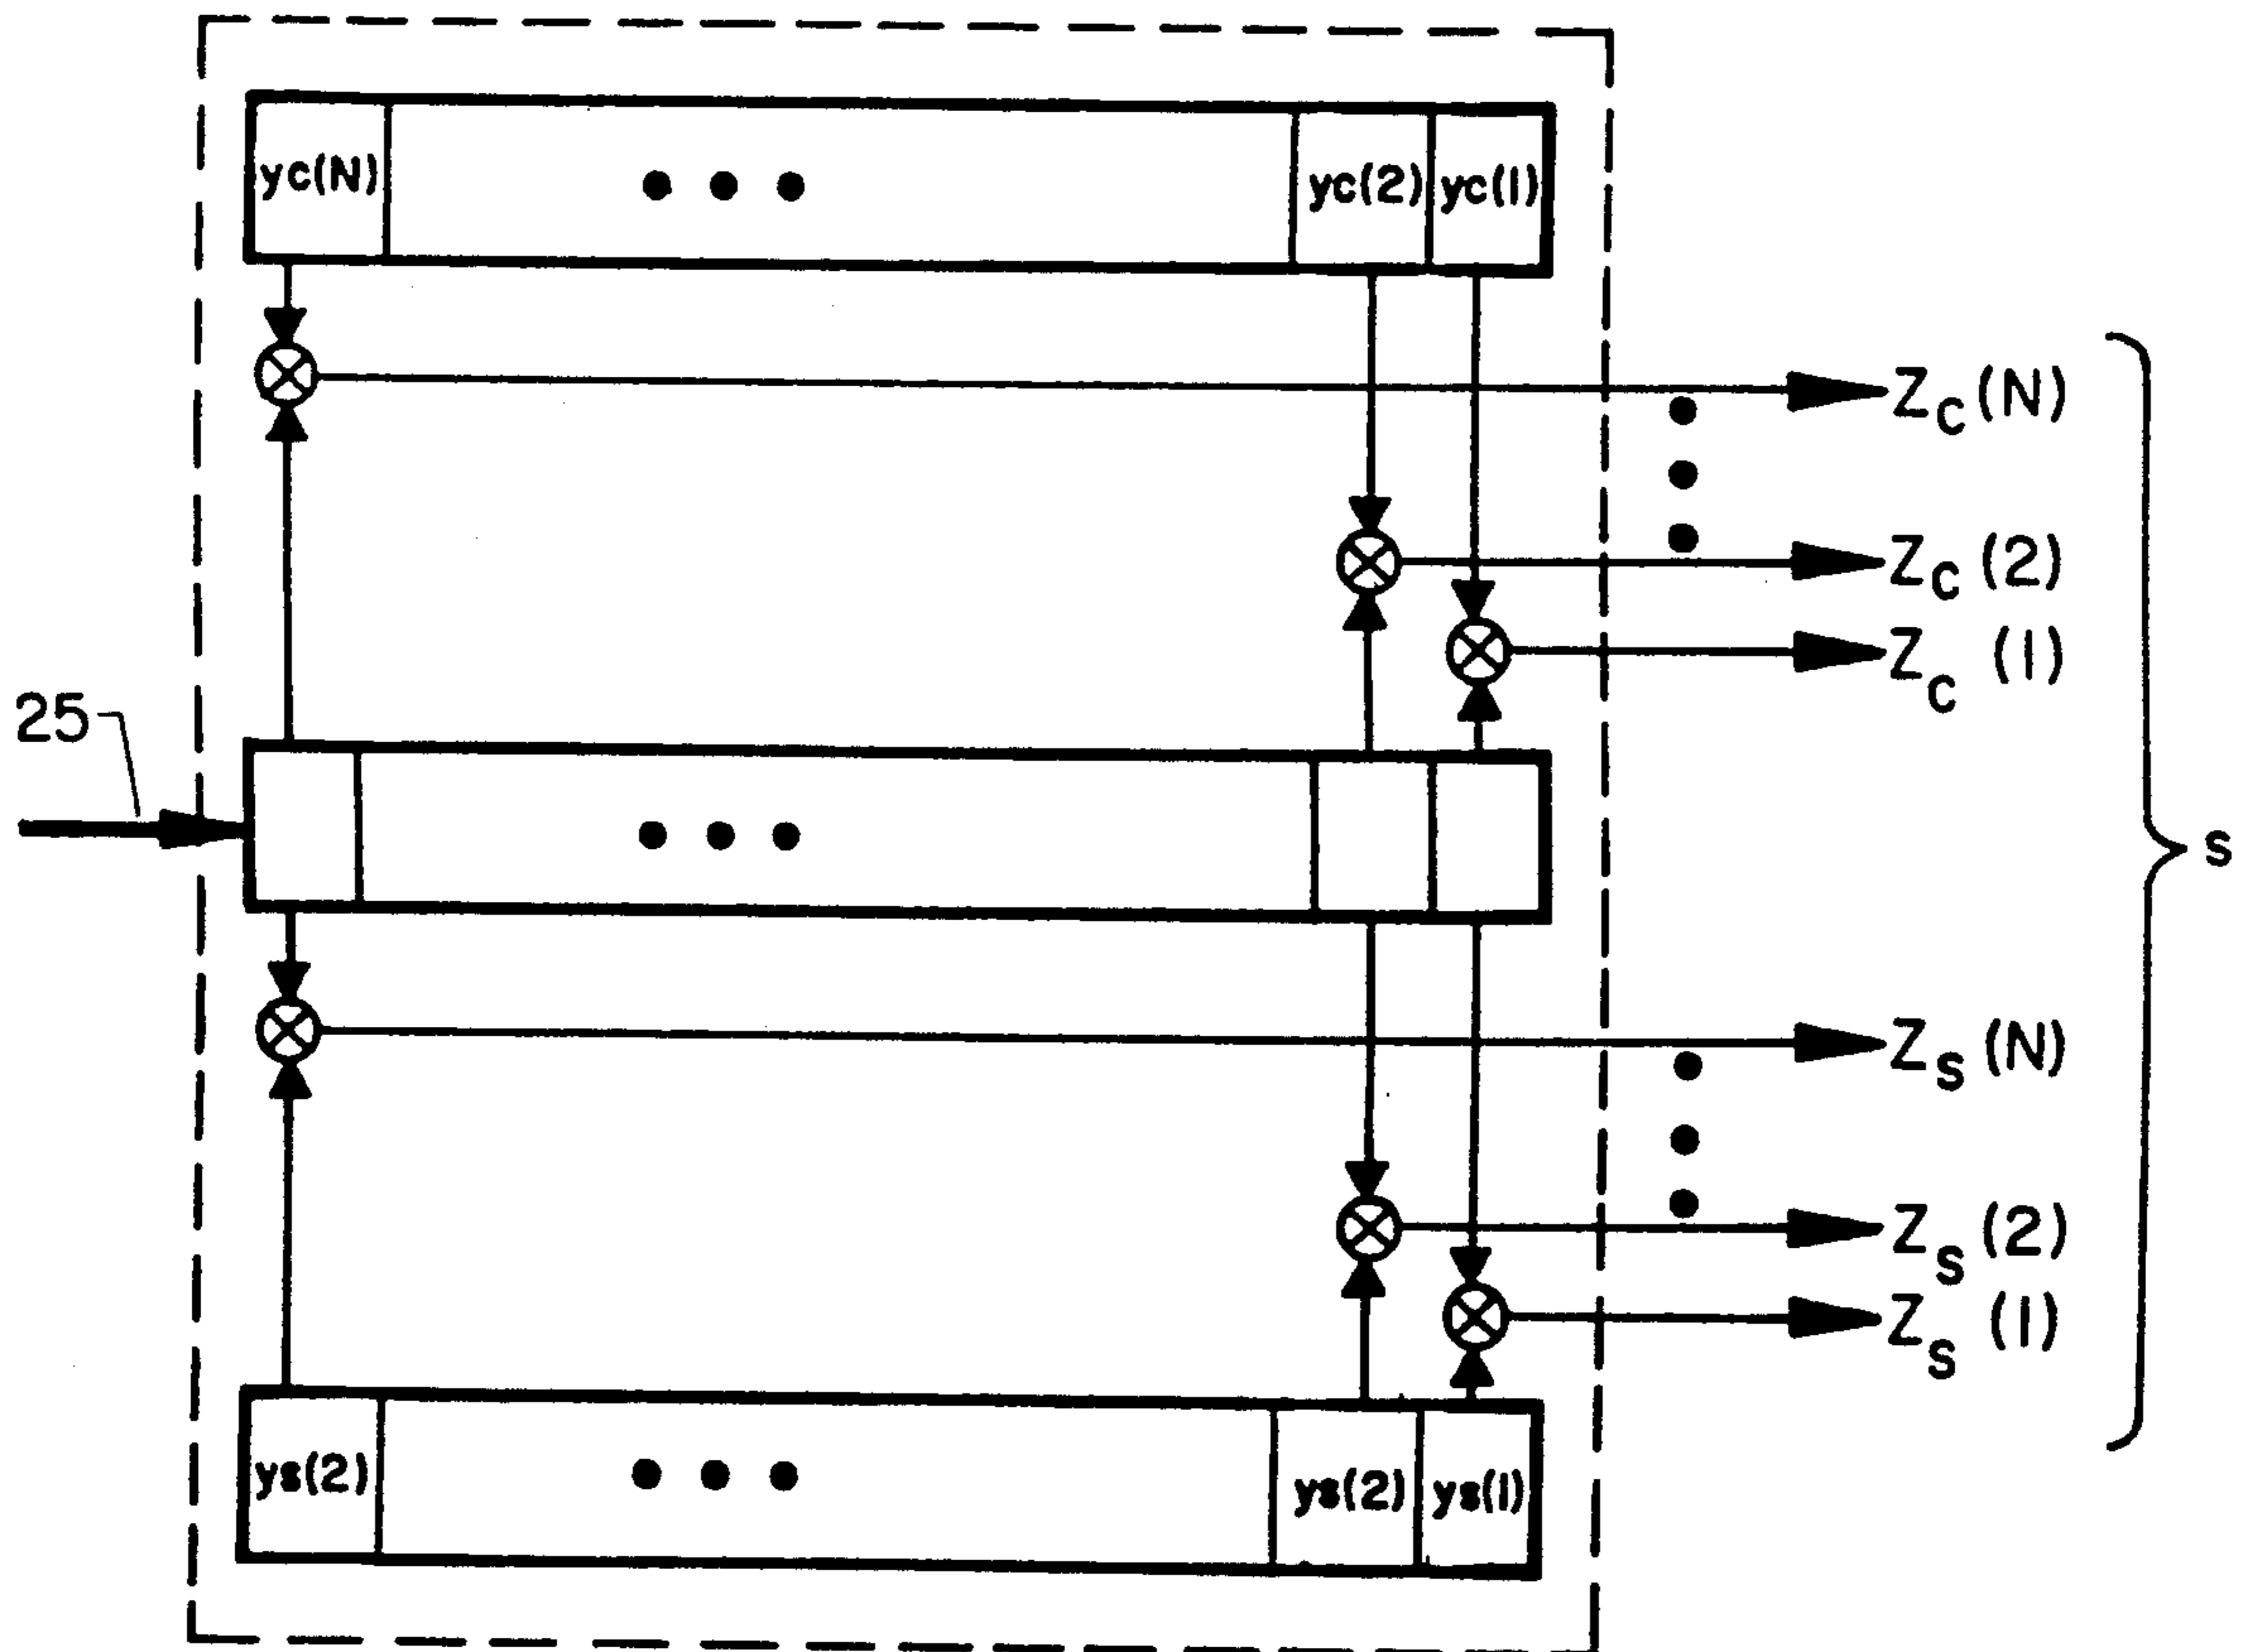 yc(N) yc(2) yc(1)
Zc(N)
Zc(2)
Zc(1)
25
s
Zs(N)
Zs(2)
Zs(1)
ys(2) ys(2) ys(1)